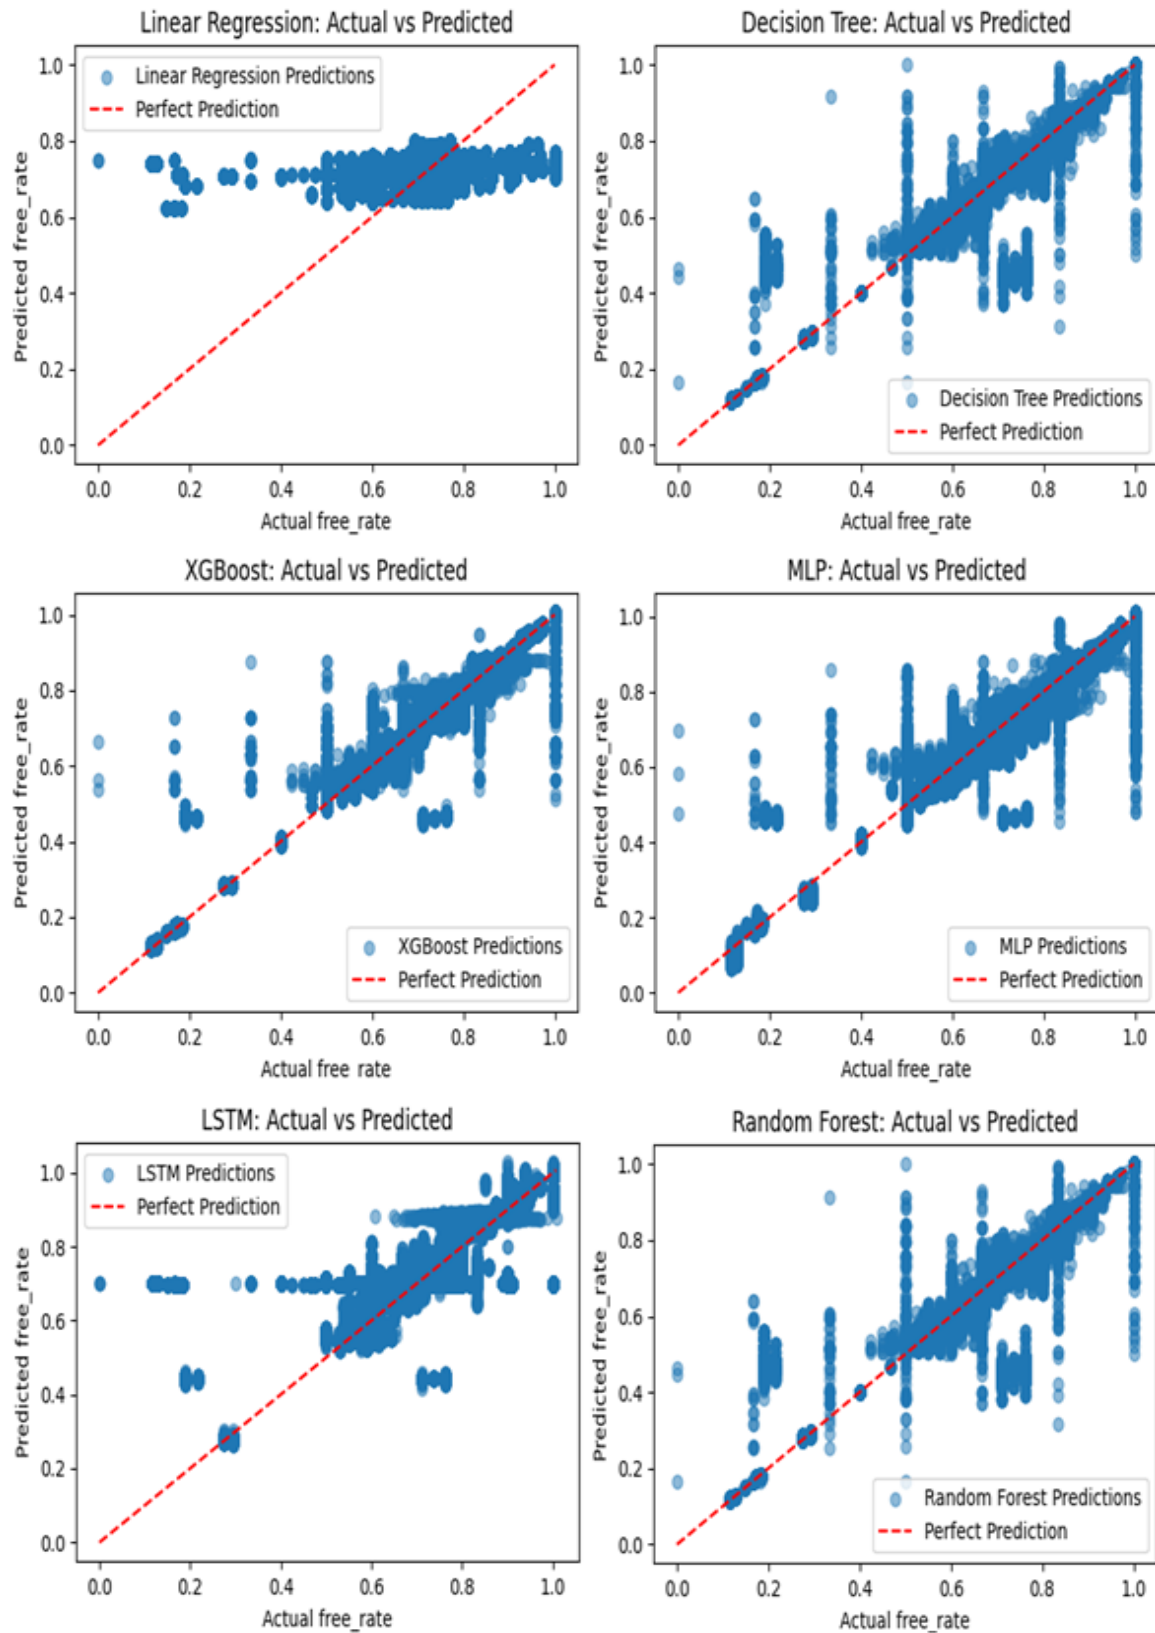 Linear Regression: Actual vs Predicted
Predicted free_rate
1.0
0.8
0.6
0.4
0.2
0.0
Linear Regression Predictions
Perfect Prediction
0.0 0.2 0.4 0.6 0.8 1.0
Actual free_rate
Decision Tree: Actual vs Predicted
Predicted free_rate
1.0
0.8
0.6
0.4
0.2
0.0
Decision Tree Predictions
Perfect Prediction
0.0 0.2 0.4 0.6 0.8 1.0
Actual free_rate
XGBoost: Actual vs Predicted
Predicted free_rate
1.0
0.8
0.6
0.4
0.2
0.0
XGBoost Predictions
Perfect Prediction
0.0 0.2 0.4 0.6 0.8 1.0
Actual free rate
MLP: Actual vs Predicted
Predicted free_rate
1.0
0.8
0.6
0.4
0.2
0.0
MLP Predictions
Perfect Prediction
0.0 0.2 0.4 0.6 0.8 1.0
Actual free_rate
LSTM: Actual vs Predicted
Predicted free_rate
1.0
0.8
0.6
0.4
0.2
0.0
LSTM Predictions
Perfect Prediction
0.0 0.2 0.4 0.6 0.8 1.0
Actual free_rate
Random Forest: Actual vs Predicted
Predicted free_rate
1.0
0.8
0.6
0.4
0.2
0.0
Random Forest Predictions
Perfect Prediction
0.0 0.2 0.4 0.6 0.8 1.0
Actual free_rate